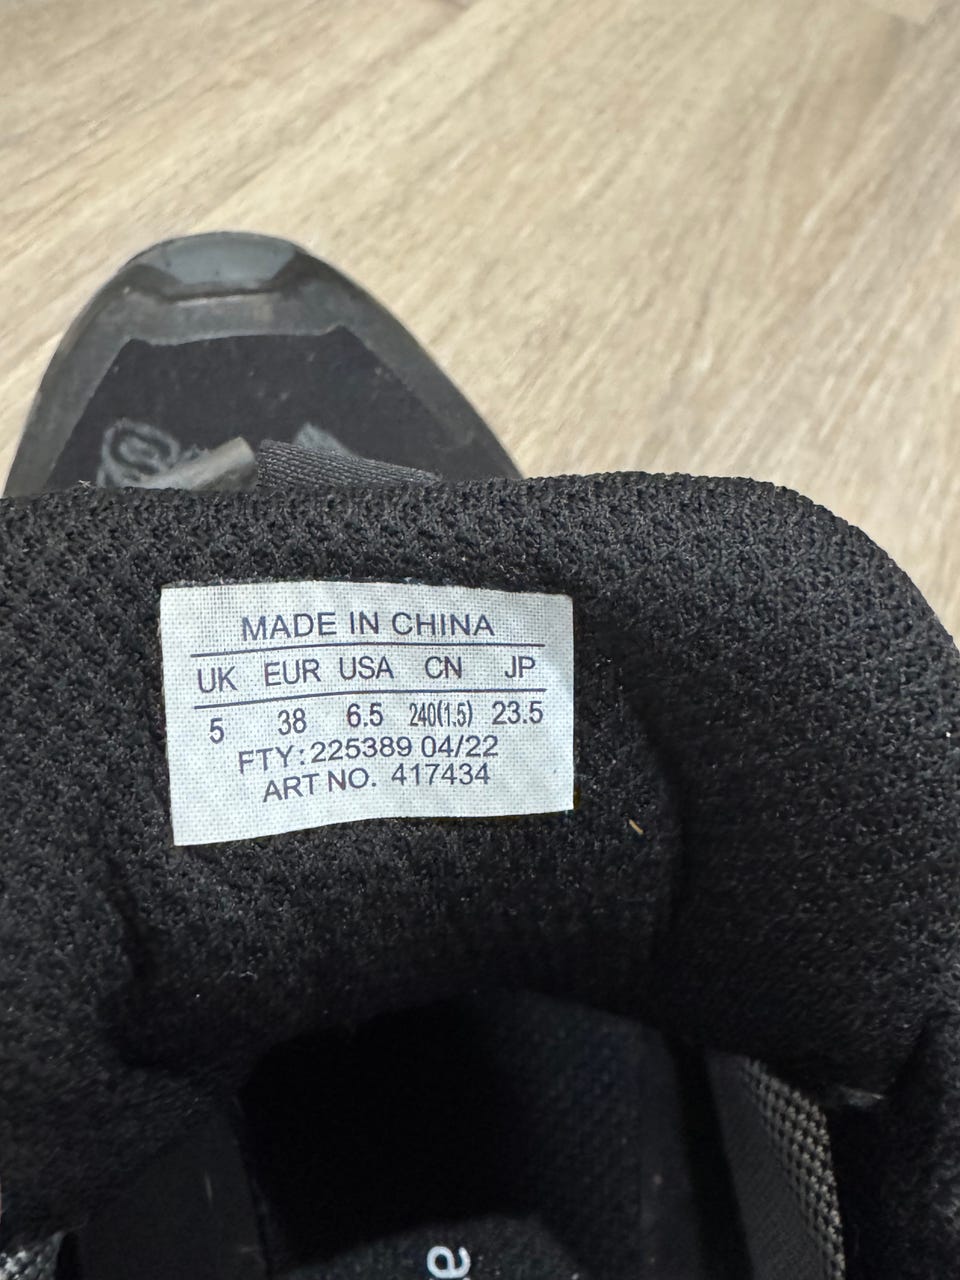 MADE IN CHINA
UK EUR USA CN JP
5 38 6.5 240(1.5) 23.5
FTY: 225389 04/22
ART NO. 417434